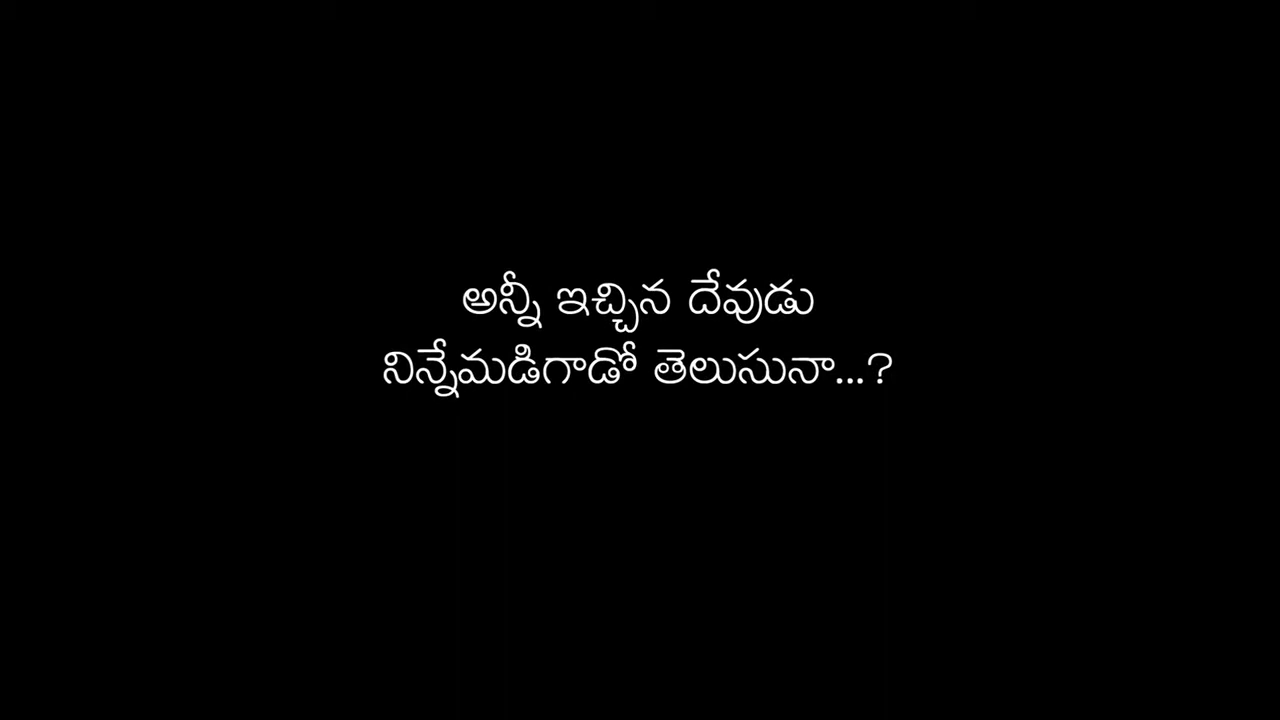 అన్నీ ఇచ్చిన దేవుడు
నిన్నేమడిగాడో తెలుసునా...?